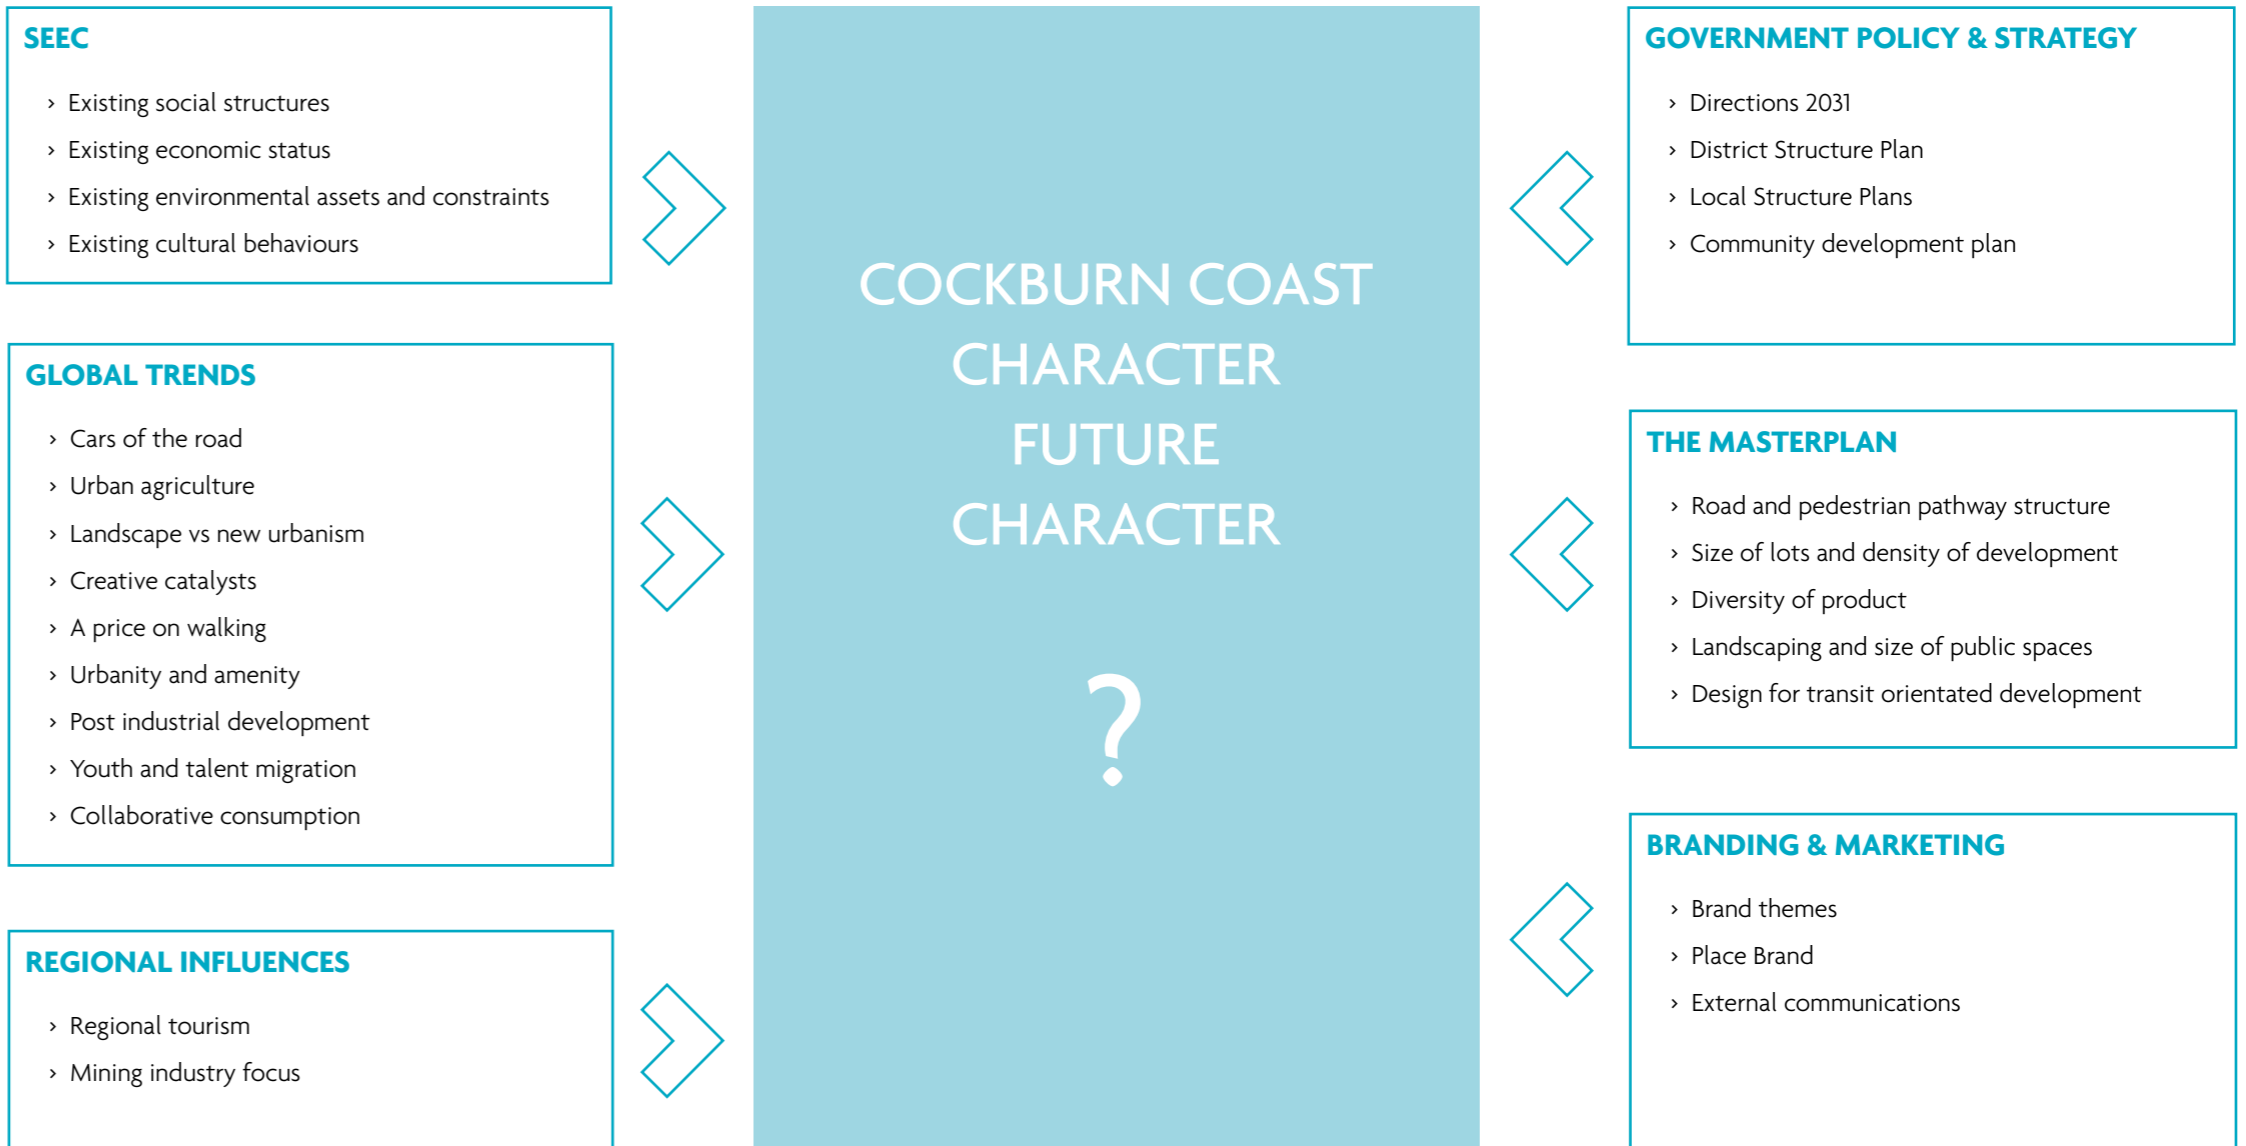 SEEC
› Existing social structures
› Existing economic status
› Existing environmental assets and constraints
› Existing cultural behaviours
GLOBAL TRENDS
› Cars of the road
› Urban agriculture
› Landscape vs new urbanism
› Creative catalysts
› A price on walking
› Urbanity and amenity
› Post industrial development
› Youth and talent migration
› Collaborative consumption
REGIONAL INFLUENCES
› Regional tourism
› Mining industry focus
COCKBURN COAST
CHARACTER
FUTURE
CHARACTER
?
GOVERNMENT POLICY & STRATEGY
› Directions 2031
› District Structure Plan
› Local Structure Plans
› Community development plan
THE MASTERPLAN
› Road and pedestrian pathway structure
› Size of lots and density of development
› Diversity of product
› Landscaping and size of public spaces
› Design for transit orientated development
BRANDING & MARKETING
› Brand themes
› Place Brand
› External communications